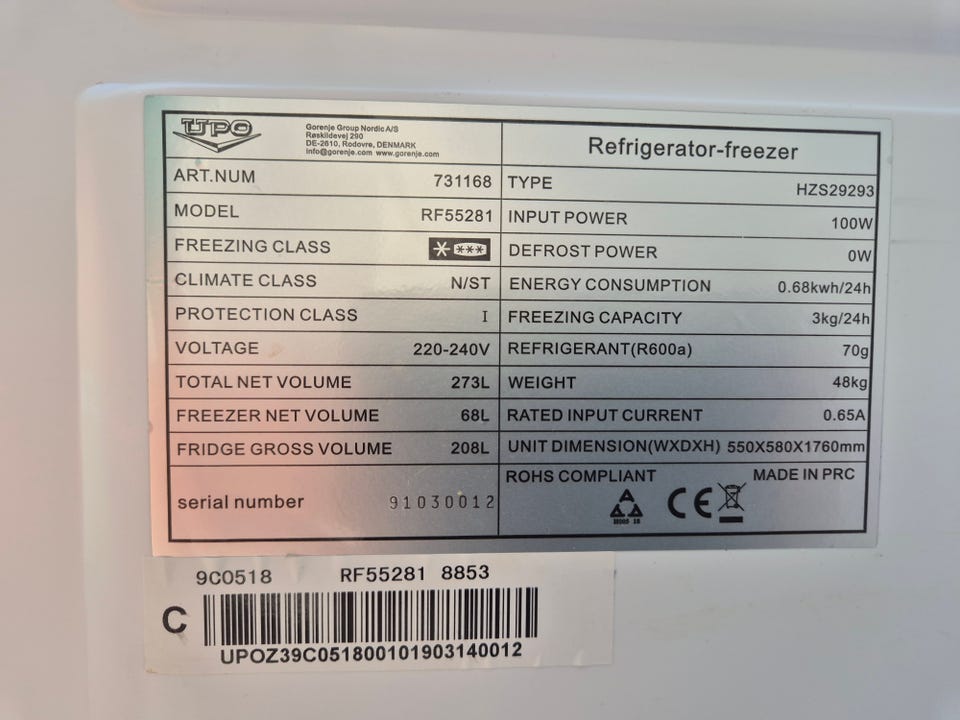 UPO
Gorenje Group Nordic A/S
Røskildevej 290
DE-2610, Rodovre, DENMARK
info@gorenje.com www.gorenje.com
Refrigerator-freezer
ART.NUM 731168
TYPE HZS29293
MODEL RF55281
INPUT POWER 100W
FREEZING CLASS
DEFROST POWER 0W
CLIMATE CLASS N/ST
ENERGY CONSUMPTION 0.68kwh/24h
PROTECTION CLASS I
FREEZING CAPACITY 3kg/24h
VOLTAGE 220-240V
REFRIGERANT(R600a) 70g
TOTAL NET VOLUME 273L
WEIGHT 48kg
FREEZER NET VOLUME 68L
RATED INPUT CURRENT 0.65A
FRIDGE GROSS VOLUME 208L
UNIT DIMENSION(WXDXH) 550X580X1760mm
serial number 91030012
ROHS COMPLIANT MADE IN PRC
CE
9C0518 RF55281 8853
C
UPOZ39C051800101903140012